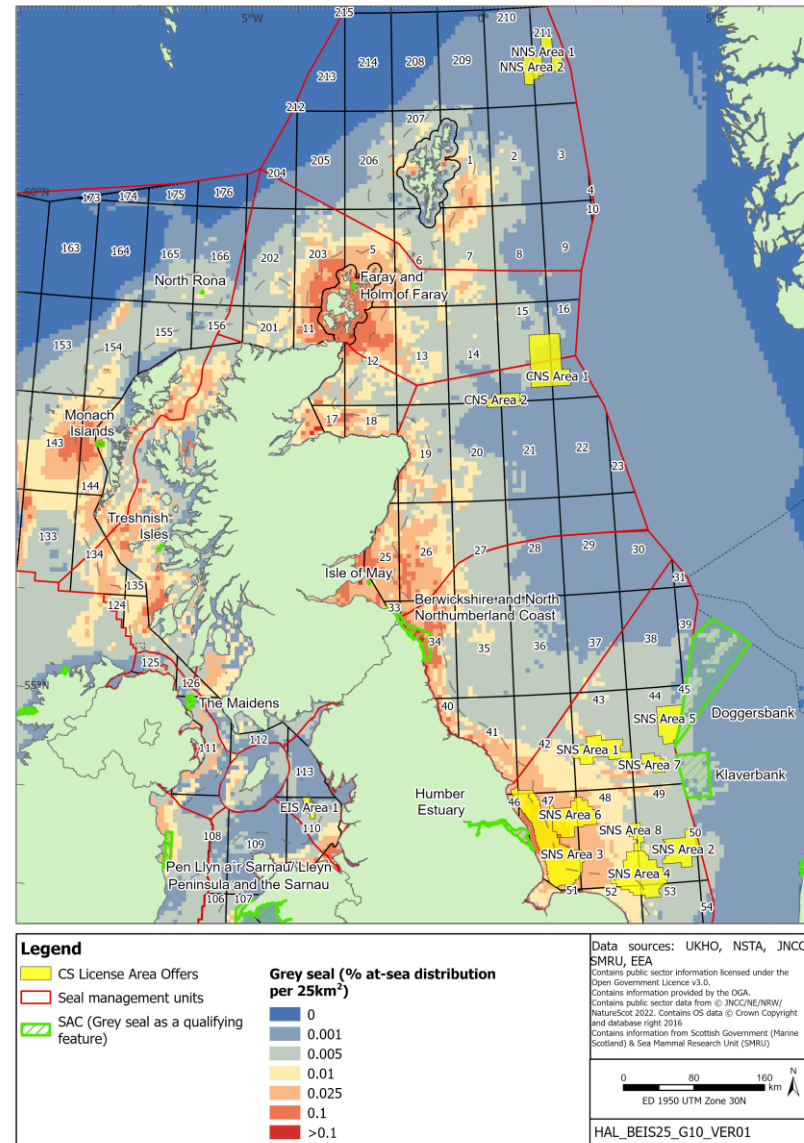 5°W
0°
5°E
215
210
211
NNS Area 1
NNS Area 2
213
214
208
209
212
207
205
206
1
2
3
204
60°N
4
10
173
174
175
176
163
164
165
166
202
203
5
6
7
8
9
North Rona
Faray and
Holm of Faray
153
154
155
156
201
11
12
13
14
15
16
CNS Area 1
CNS Area 2
Monach
Islands
143
144
17
18
19
20
21
22
23
133
134
Treshnish
Isles
135
124
25
26
27
28
29
30
31
Isle of May
33
Berwickshire and North
Northumberland Coast
34
35
36
37
38
39
55°N
125
126
The Maidens
40
41
42
43
44
45
SNS Area 5
Doggersbank
111
112
113
SNS Area 1
SNS Area 7
Klaverbank
EIS Area 1
Humber
Estuary
46
47
48
49
SNS Area 6
108
109
110
SNS Area 8
50
SNS Area 2
Pen Llyn a'r Sarnau/ Lleyn
Peninsula and the Sarnau
SNS Area 3
SNS Area 4
106
107
51
52
53
54
Legend
CS License Area Offers
Seal management units
SAC (Grey seal as a qualifying
feature)
Grey seal (% at-sea distribution
per 25km²)
0
0.001
0.005
0.01
0.025
0.1
>0.1
Data sources: UKHO, NSTA, JNCC
SMRU, EEA
Contains public sector information licensed under the
Open Government Licence v3.0.
Contains information provided by the OGA.
Contains public sector data from © JNCC/NE/NRW/
NatureScot 2022. Contains OS data © Crown Copyright
and database right 2016
Contains information from Scottish Government (Marine
Scotland) & Sea Mammal Research Unit (SMRU)
0
80
160
km
N
ED 1950 UTM Zone 30N
HAL_BEIS25_G10_VER01